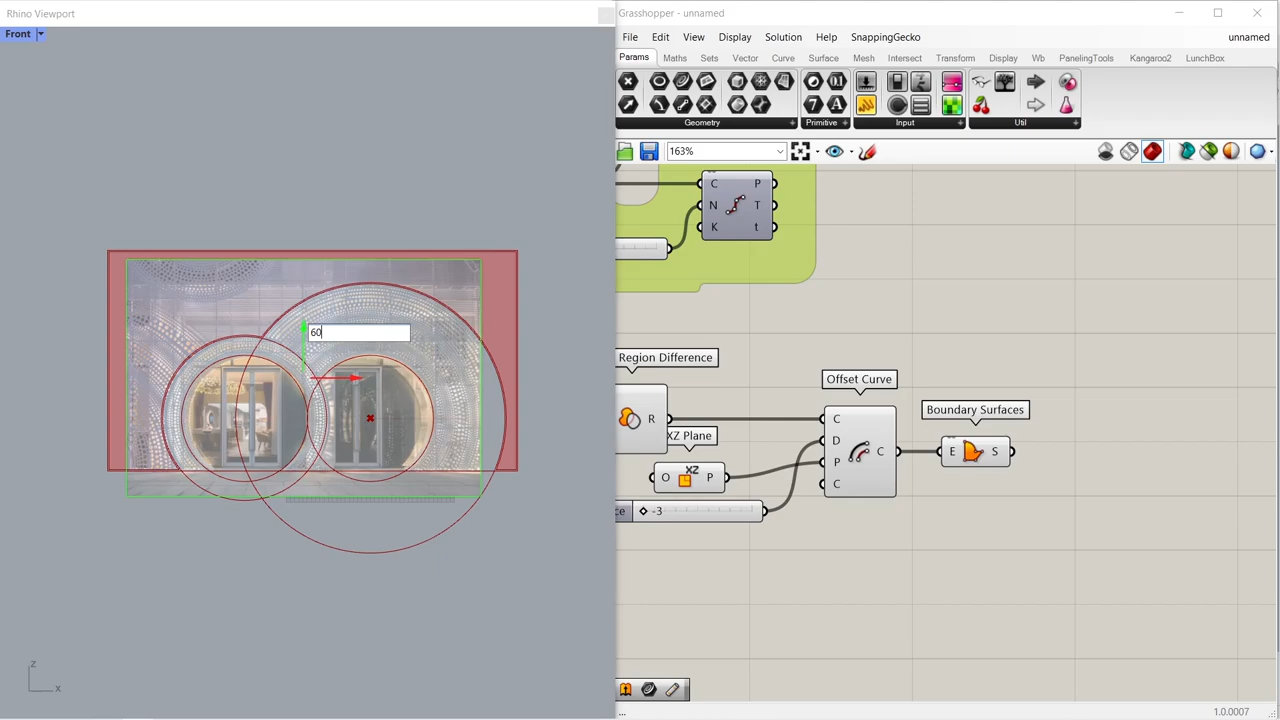 Rhino Viewport
Front
60
z
x
Grasshopper - unnamed
File Edit View Display Solution Help SnappingGecko unnamed
Params Maths Sets Vector Curve Surface Mesh Intersect Transform Display Wb PanelingTools Kangaroo2 LunchBox
Geometry Primitive Input Util
163%
C P
N T
K t
Region Difference
R
XZ Plane
O XZ P
ce -3
Offset Curve
C
D
P C
C
Boundary Surfaces
E S
... 1.0.0007